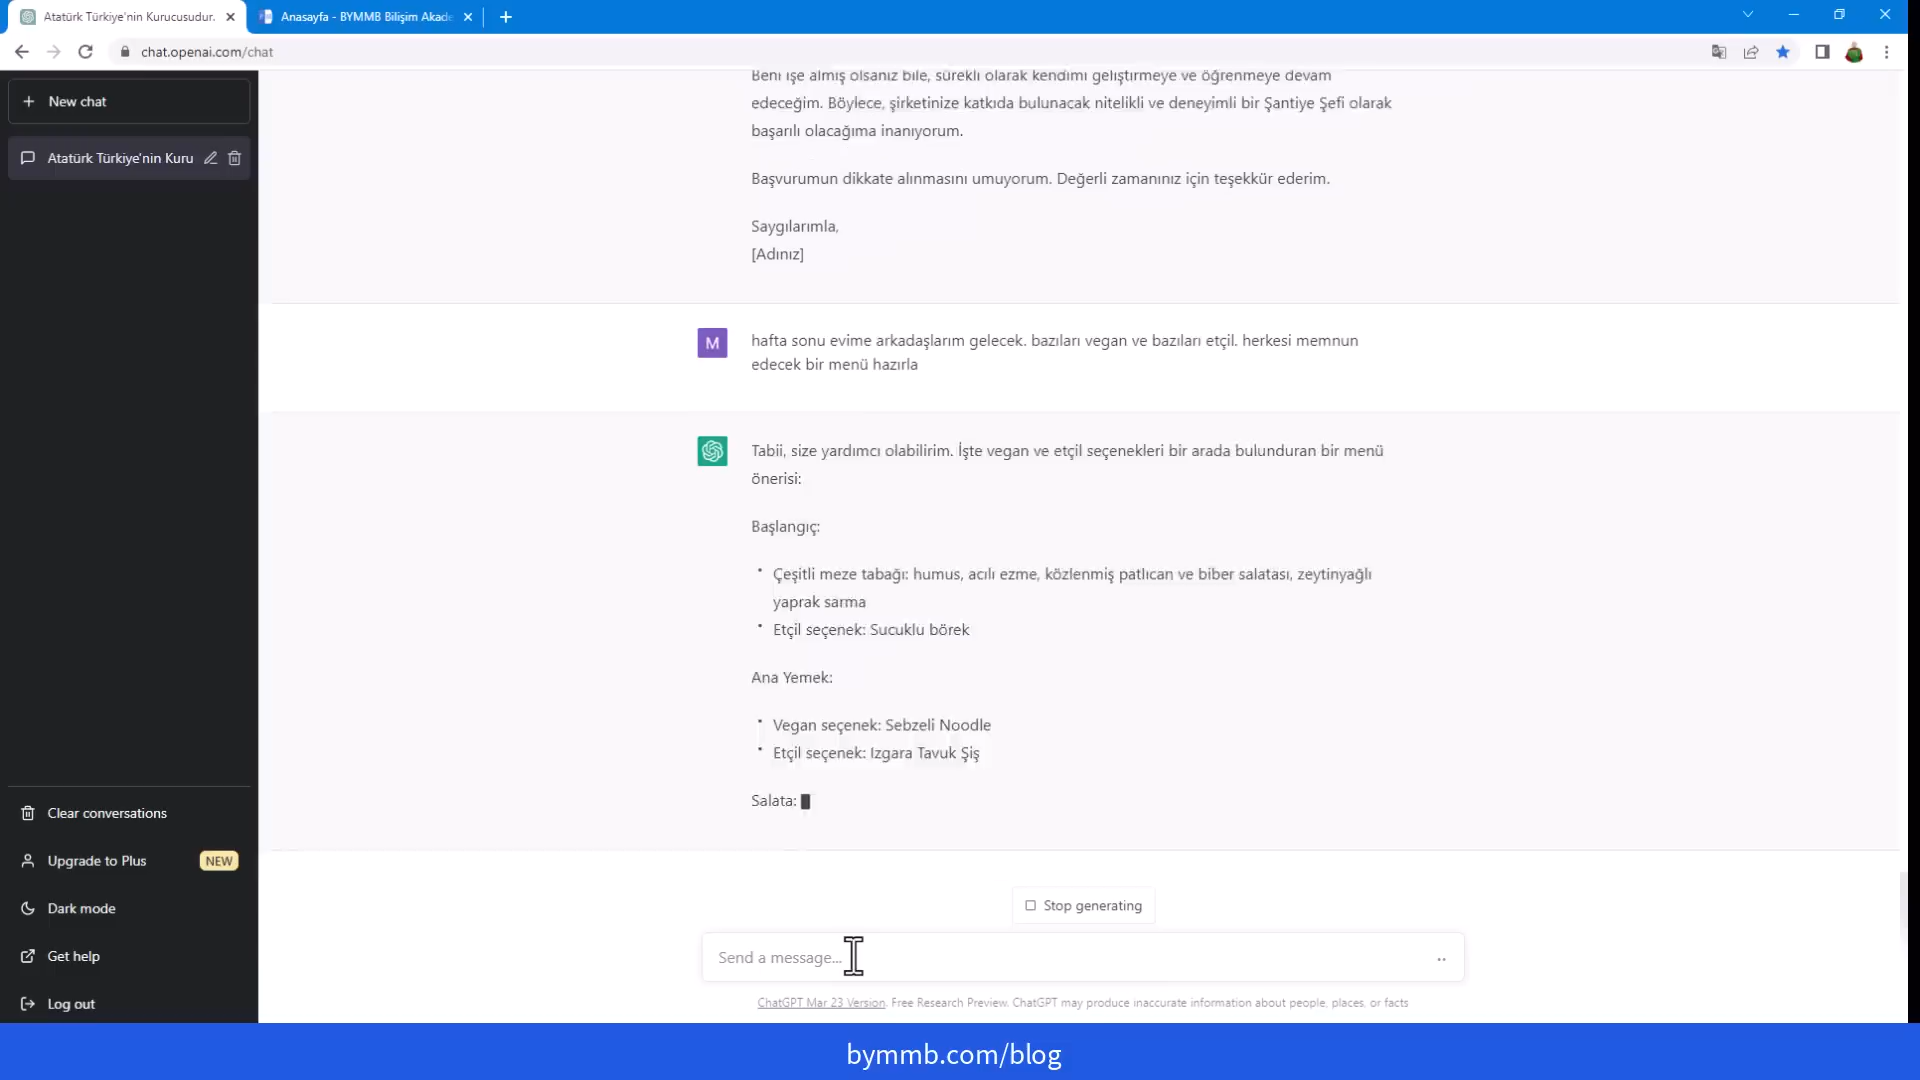 Atatürk Türkiye'nin Kurucusudur.
Anasayfa - BYMMB Bilişim Akade
chat.openai.com/chat
New chat
Atatürk Türkiye'nin Kuru
Beni işe almış olsanız bile, sürekli olarak kendimi geliştirmeye ve öğrenmeye devam
edeceğim. Böylece, şirketinize katkıda bulunacak nitelikli ve deneyimli bir Şantiye Şefi olarak
başarılı olacağıma inanıyorum.
Başvurumun dikkate alınmasını umuyorum. Değerli zamanınız için teşekkür ederim.
Saygılarımla,
[Adınız]
M
hafta sonu evime arkadaşlarım gelecek. bazıları vegan ve bazıları etçil. herkesi memnun
edecek bir menü hazırla
Tabii, size yardımcı olabilirim. İşte vegan ve etçil seçenekleri bir arada bulunduran bir menü
önerisi:
Başlangıç:
• Çeşitli meze tabağı: humus, acılı ezme, közlenmiş patlıcan ve biber salatası, zeytinyağlı
yaprak sarma
• Etçil seçenek: Sucuklu börek
Ana Yemek:
• Vegan seçenek: Sebzeli Noodle
• Etçil seçenek: Izgara Tavuk Şiş
Salata:
Clear conversations
Upgrade to Plus NEW
Dark mode
Get help
Log out
Stop generating
Send a message...
ChatGPT Mar 23 Version. Free Research Preview. ChatGPT may produce inaccurate information about people, places, or facts
bymmb.com/blog